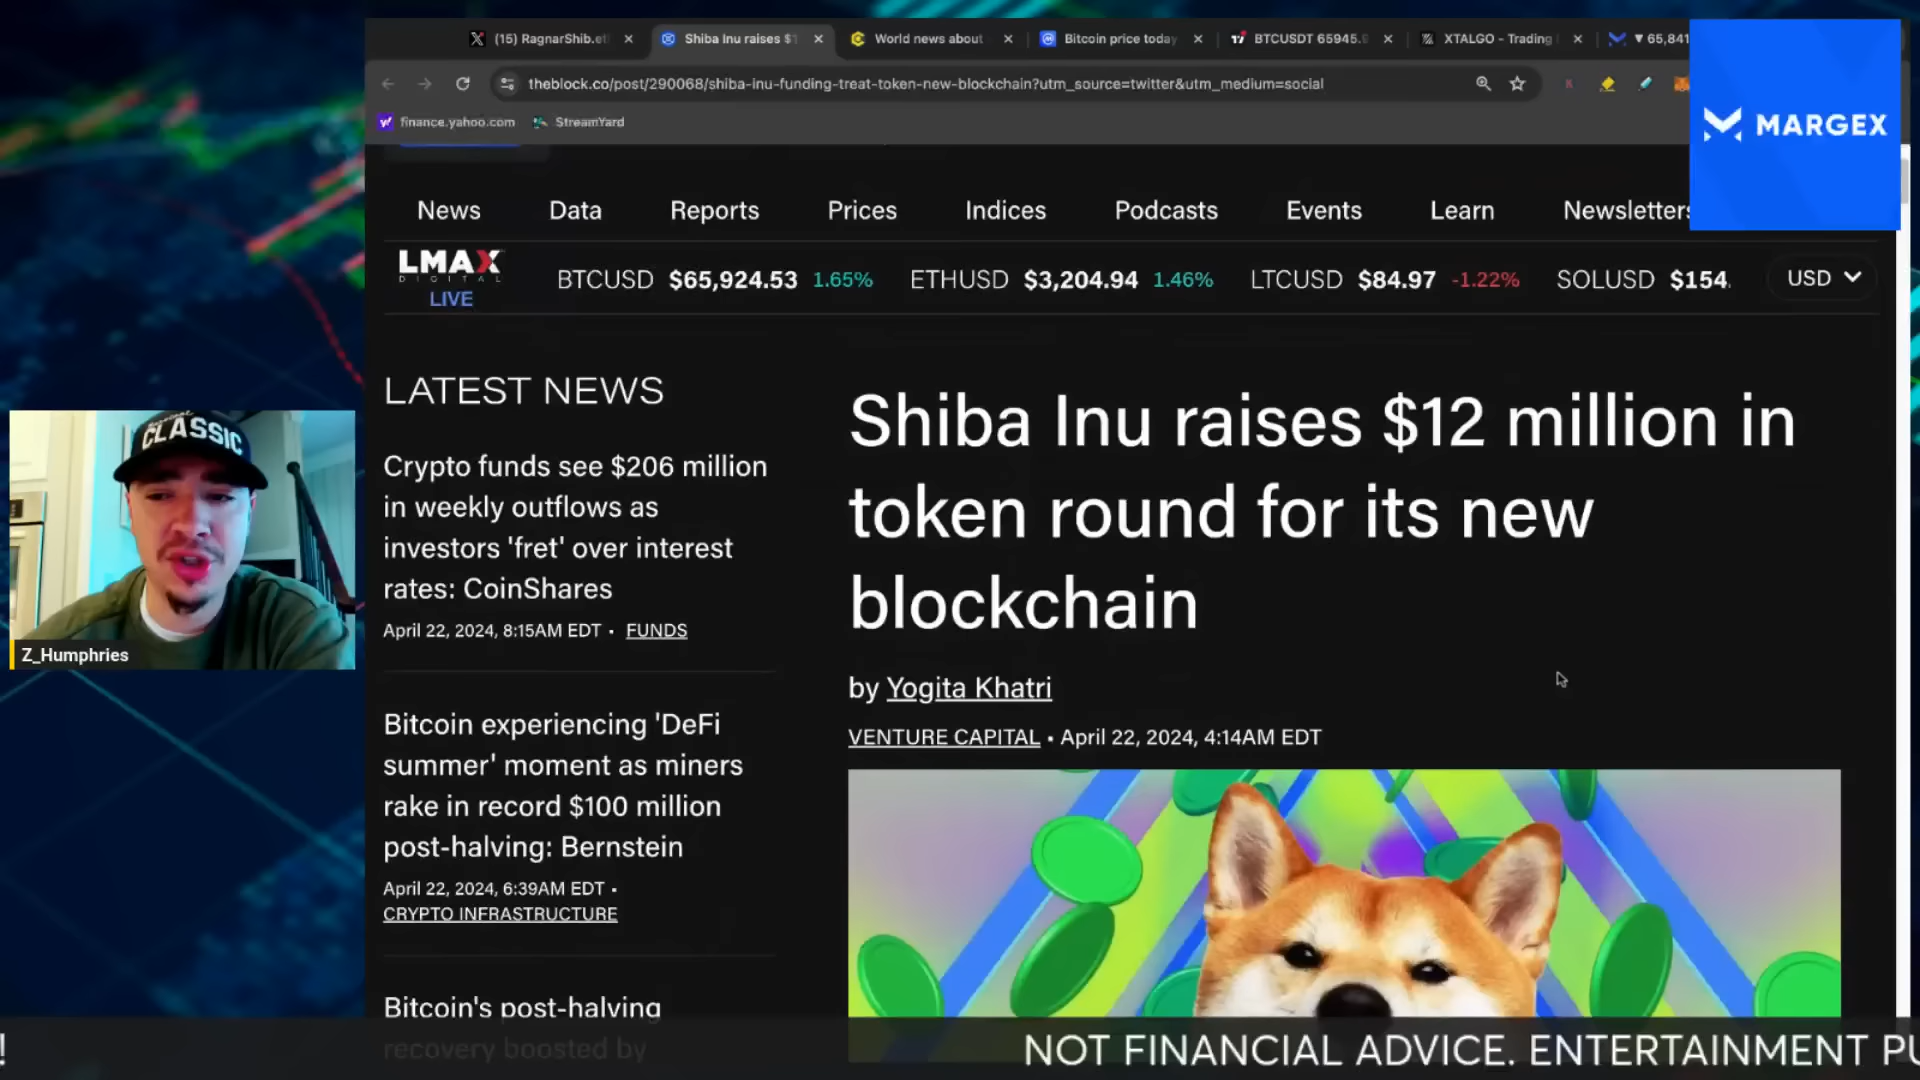 (15) RagnarShib.et
Shiba Inu raises $1
World news about
Bitcoin price today
BTCUSDT 65945.
XTALGO - Trading
▼ 65,841
theblock.co/post/290068/shiba-inu-funding-treat-token-new-blockchain?utm_source=twitter&utm_medium=social
finance.yahoo.com
StreamYard
MARGEX
News
Data
Reports
Prices
Indices
Podcasts
Events
Learn
Newsletters
LMAX
DIGITAL
LIVE
BTCUSD $65,924.53 1.65%
ETHUSD $3,204.94 1.46%
LTCUSD $84.97 -1.22%
SOLUSD $154.
USD
LATEST NEWS
Crypto funds see $206 million
in weekly outflows as
investors 'fret' over interest
rates: CoinShares
April 22, 2024, 8:15AM EDT • FUNDS
Bitcoin experiencing 'DeFi
summer' moment as miners
rake in record $100 million
post-halving: Bernstein
April 22, 2024, 6:39AM EDT •
CRYPTO INFRASTRUCTURE
Bitcoin's post-halving
recovery boosted by
Shiba Inu raises $12 million in
token round for its new
blockchain
by Yogita Khatri
VENTURE CAPITAL • April 22, 2024, 4:14AM EDT
CLASSIC
Z_Humphries
!
NOT FINANCIAL ADVICE. ENTERTAINMENT PU